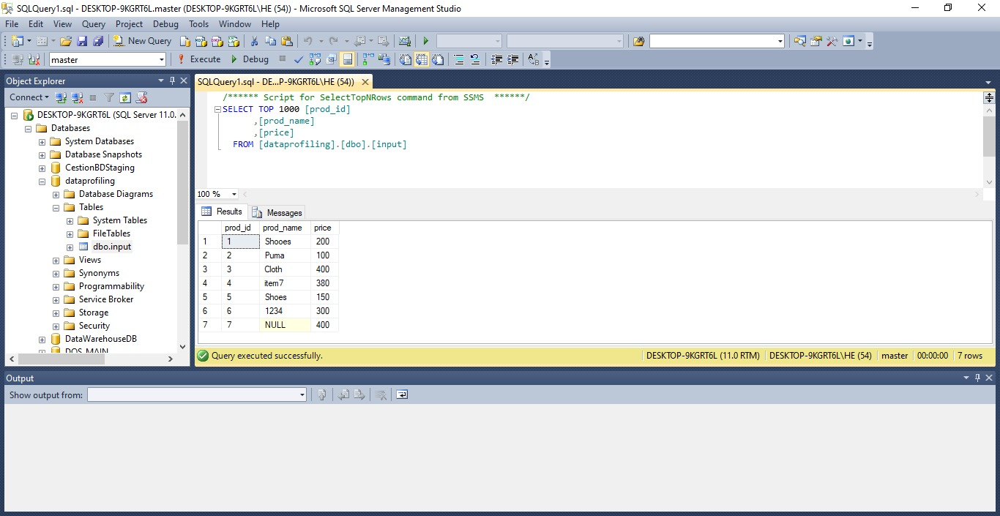 SQLQuery1.sql - DESKTOP-9KGRT6L.master (DESKTOP-9KGRT6L\HE (54)) - Microsoft SQL Server Management Studio
File Edit View Query Project Debug Tools Window Help
New Query
master Execute Debug
Object Explorer
Connect
DESKTOP-9KGRT6L (SQL Server 11.0.
Databases
System Databases
Database Snapshots
CestionBDStaging
dataprofiling
Database Diagrams
Tables
System Tables
FileTables
dbo.input
Views
Synonyms
Programmability
Service Broker
Storage
Security
DataWarehouseDB
DQS_MAIN
SQLQuery1.sql - DE...P-9KGRT6L\HE (54))
/****** Script for SelectTopNRows command from SSMS  ******/
SELECT TOP 1000 [prod_id]
,[prod_name]
,[price]
FROM [dataprofiling].[dbo].[input]
100 %
Results Messages
prod_id prod_name price
1 1 Shooes 200
2 2 Puma 100
3 3 Cloth 400
4 4 item7 380
5 5 Shoes 150
6 6 1234 300
7 7 NULL 400
Query executed successfully. DESKTOP-9KGRT6L (11.0 RTM) DESKTOP-9KGRT6L\HE (54) master 00:00:00 7 rows
Output
Show output from: